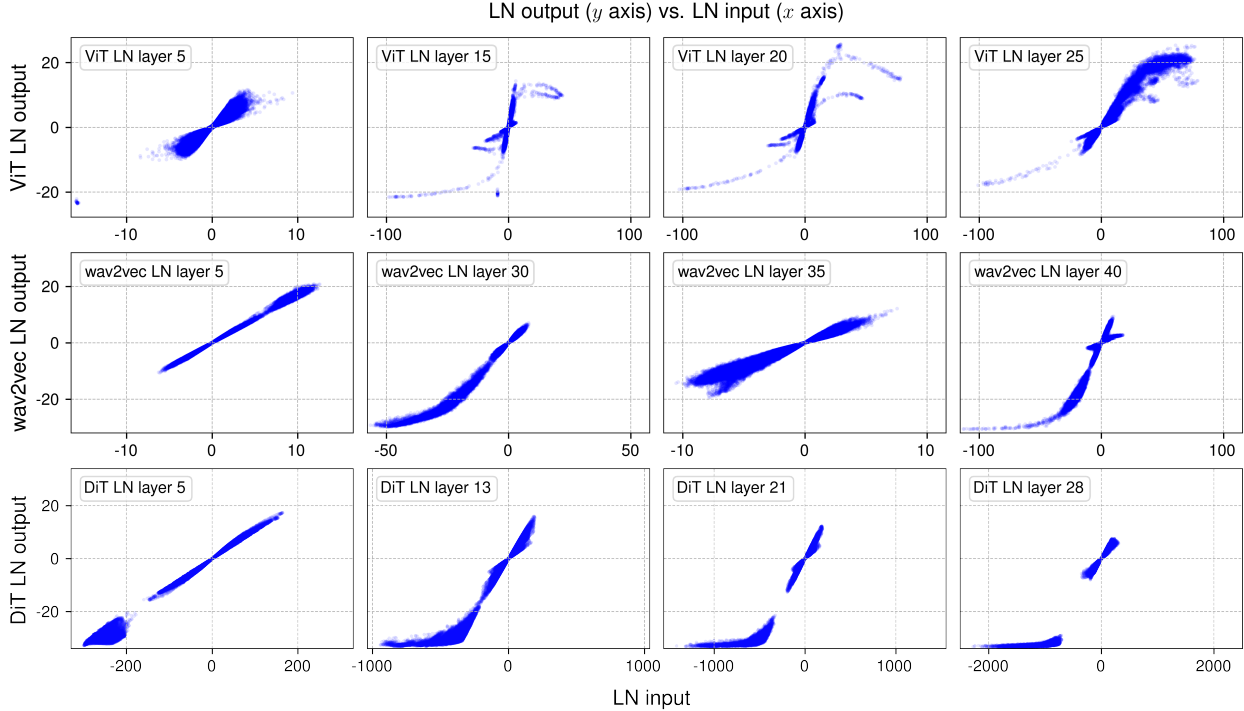 LN output (y axis) vs. LN input (x axis)
ViT LN output
20
0
-20
ViT LN layer 5
-10
0
10
ViT LN layer 15
-100
0
100
ViT LN layer 20
-100
0
100
ViT LN layer 25
-100
0
100
wav2vec LN output
20
0
-20
wav2vec LN layer 5
-10
0
10
wav2vec LN layer 30
-50
0
50
wav2vec LN layer 35
-10
0
10
wav2vec LN layer 40
-100
0
100
DiT LN output
20
0
-20
DiT LN layer 5
-200
0
200
DiT LN layer 13
-1000
0
1000
DiT LN layer 21
-1000
0
1000
DiT LN layer 28
-2000
0
2000
LN input